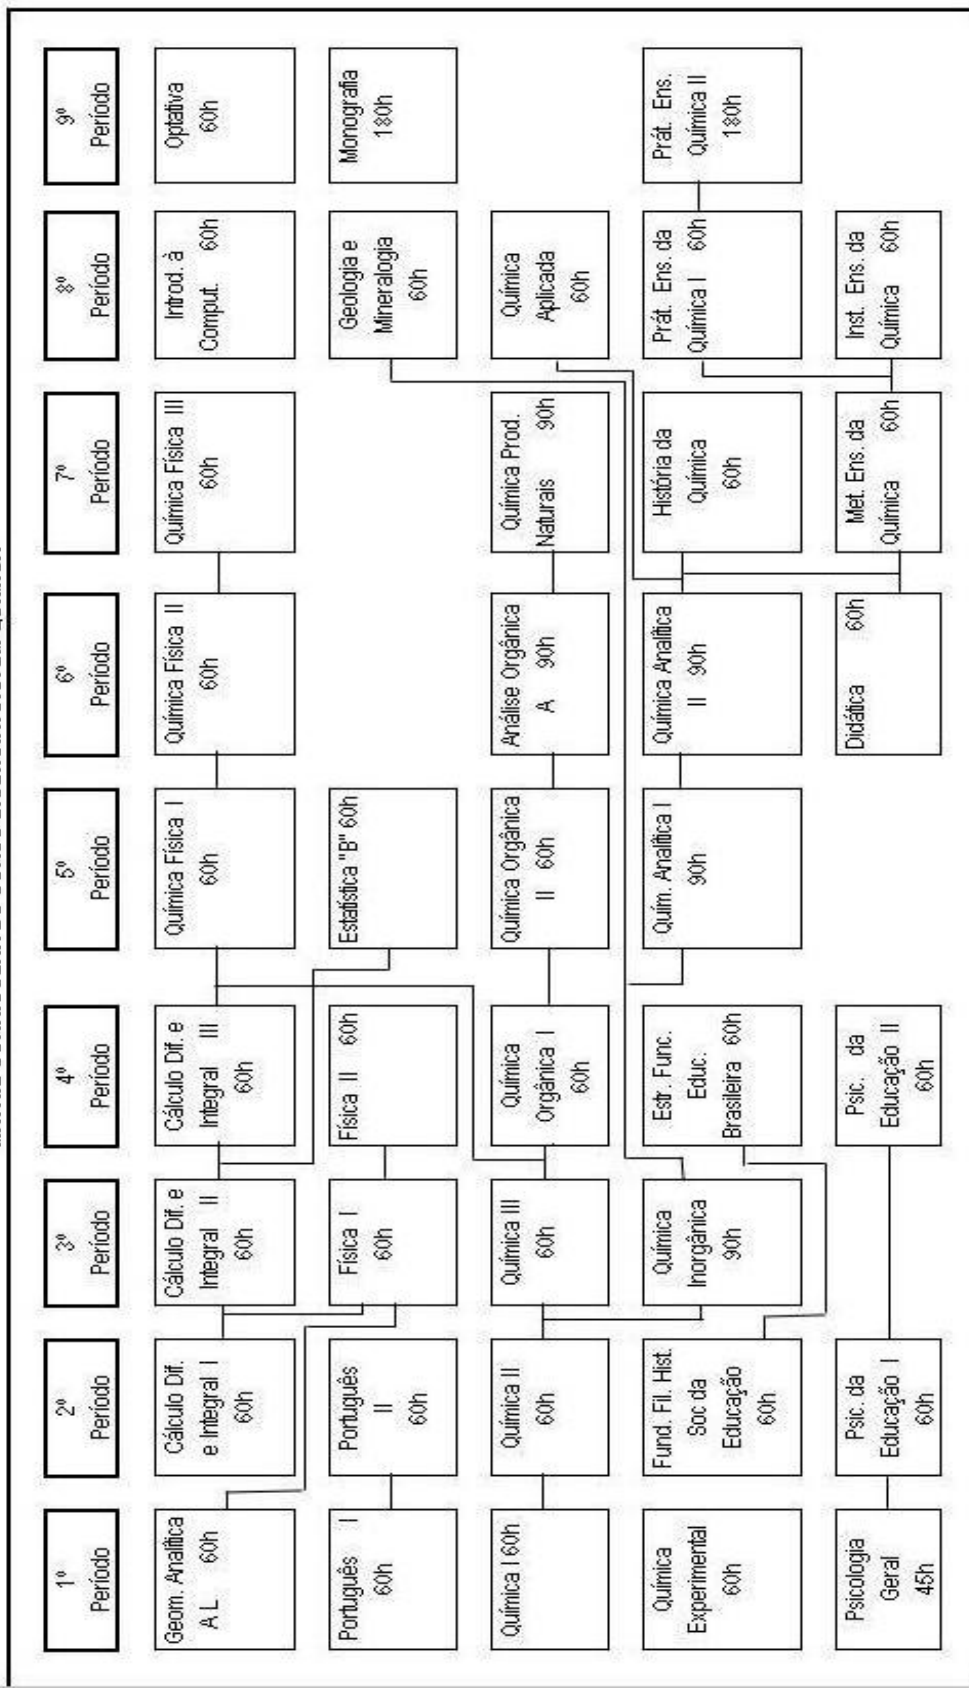 1º
Período
2º
Período
3º
Período
4º
Período
5º
Período
6º
Período
7º
Período
8º
Período
9º
Período
Geom. Analítica
A L 60h
Cálculo Dif.
e Integral I
60h
Cálculo Dif. e
Integral II
60h
Cálculo Dif. e
Integral III
60h
Química Física I
60h
Química Física II
60h
Química Física III
60h
Introd. à
Comput. 60h
Optativa
60h
Português I
60h
Português
II
60h
Física I
60h
Física II 60h
Estatística "B" 60h
Geologia e
Mineralogia
60h
Monografia
180h
Química I 60h
Química II
60h
Química III
60h
Química
Orgânica I
60h
Química Orgânica
II 60h
Análise Orgânica
A 90h
Química Prod.
Naturais 90h
Química
Aplicada
60h
Química
Experimental
60h
Fund. Fil. Hist.
Soc da
Educação
60h
Química
Inorgânica
90h
Estr. Func.
Educ.
Brasileira 60h
Quím. Analítica I
90h
Química Analítica
II 90h
História da
Química
60h
Prát. Ens. da
Química I 60h
Prát. Ens.
Química II
180h
Psicologia
Geral
45h
Psic. da
Educação I
60h
Psic. da
Educação II
60h
Didática 60h
Met. Ens. da
Química 60h
Inst. Ens. da
Química 60h